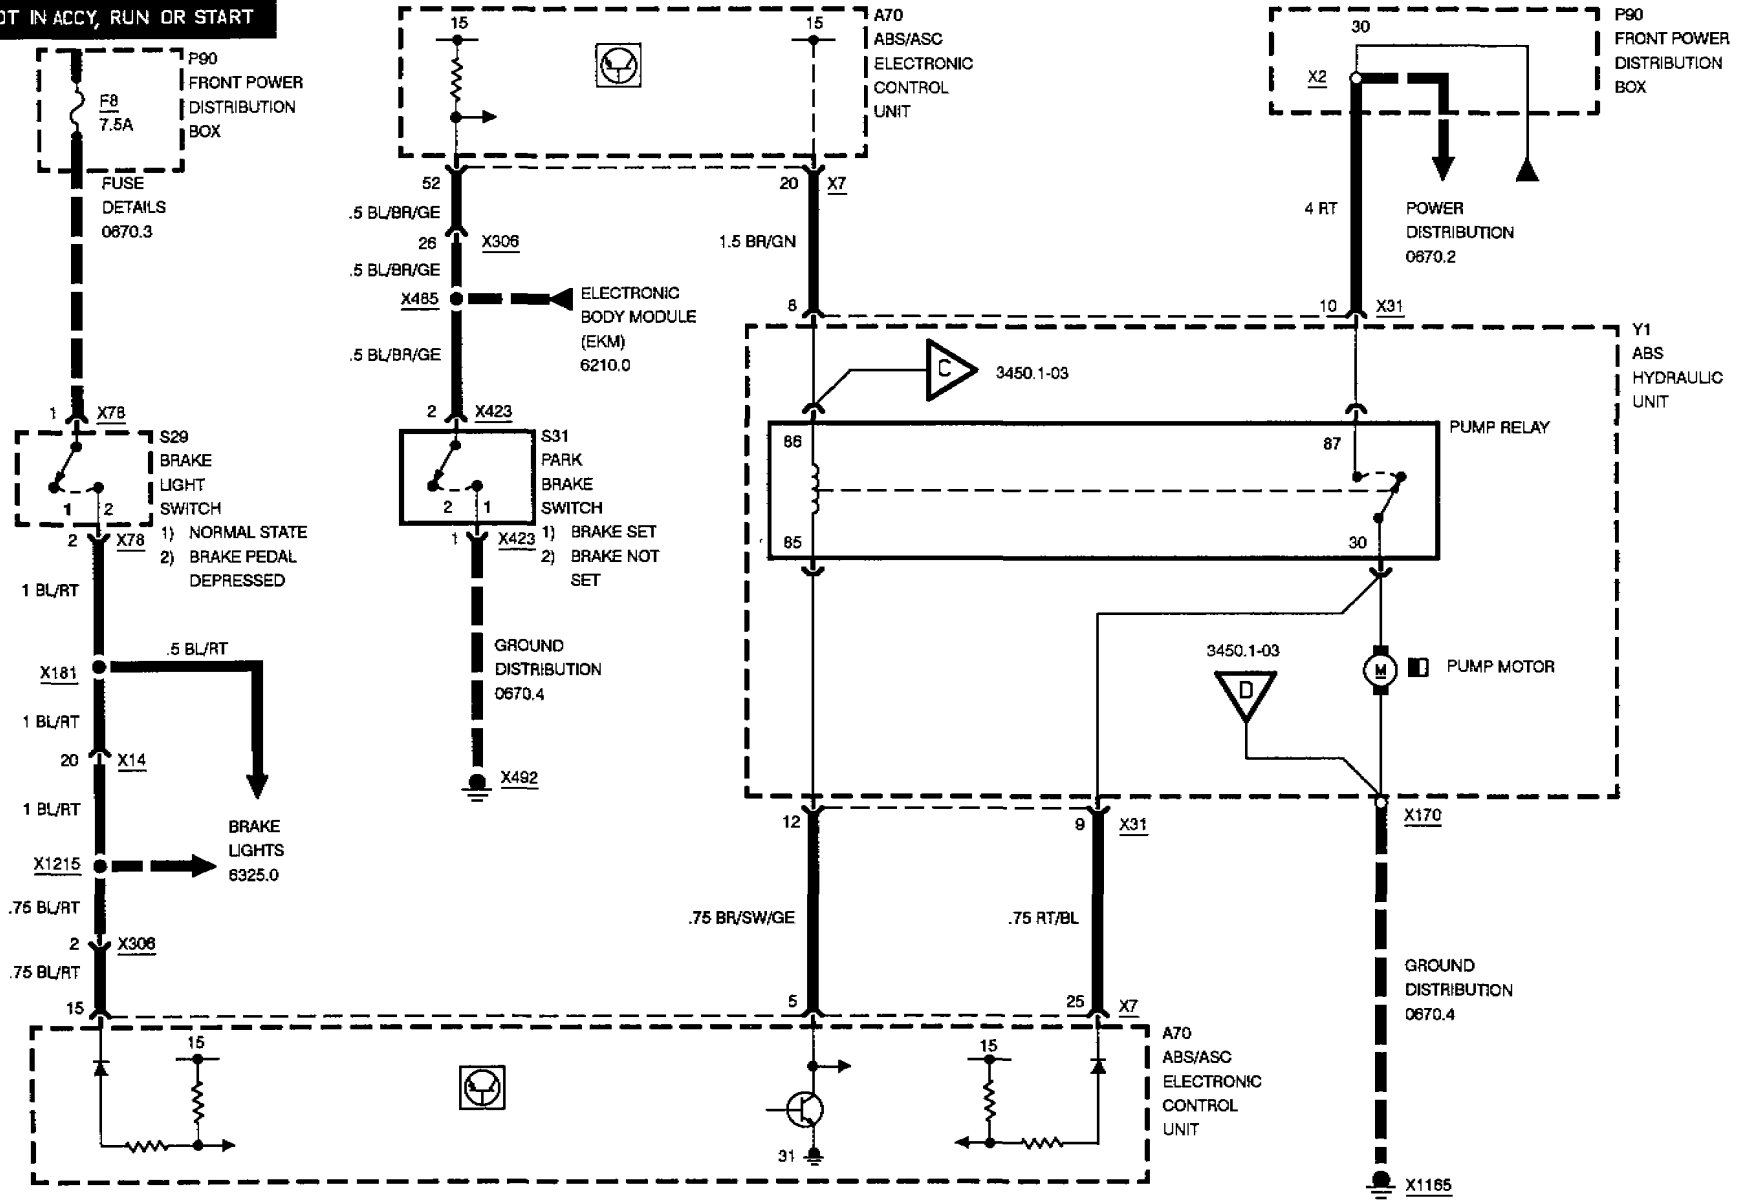 OT IN ACCY, RUN OR START
P90
FRONT POWER
DISTRIBUTION
BOX
F8
7.5A
FUSE
DETAILS
0670.3
1
X78
S29
BRAKE
LIGHT
SWITCH
1) NORMAL STATE
2) BRAKE PEDAL
DEPRESSED
1
2
2
X78
1 BL/RT
.5 BL/RT
X181
1 BL/RT
20
X14
1 BL/RT
BRAKE
LIGHTS
6325.0
X1215
.75 BL/RT
2
X306
.75 BL/RT
15
15
15
A70
ABS/ASC
ELECTRONIC
CONTROL
UNIT
52
20
X7
.5 BL/BR/GE
26
X306
.5 BL/BR/GE
X485
ELECTRONIC
BODY MODULE
(EKM)
6210.0
.5 BL/BR/GE
2
X423
S31
PARK
BRAKE
SWITCH
1) BRAKE SET
2) BRAKE NOT
SET
2
1
1
X423
GROUND
DISTRIBUTION
0670.4
X492
1.5 BR/GN
8
30
X2
P90
FRONT POWER
DISTRIBUTION
BOX
4 RT
POWER
DISTRIBUTION
0670.2
10
X31
Y1
ABS
HYDRAULIC
UNIT
C
3450.1-03
86
87
PUMP RELAY
85
30
3450.1-03
D
M
PUMP MOTOR
12
9
X31
X170
.75 BR/SW/GE
.75 RT/BL
GROUND
DISTRIBUTION
0670.4
5
25
X7
15
15
31
A70
ABS/ASC
ELECTRONIC
CONTROL
UNIT
X1165